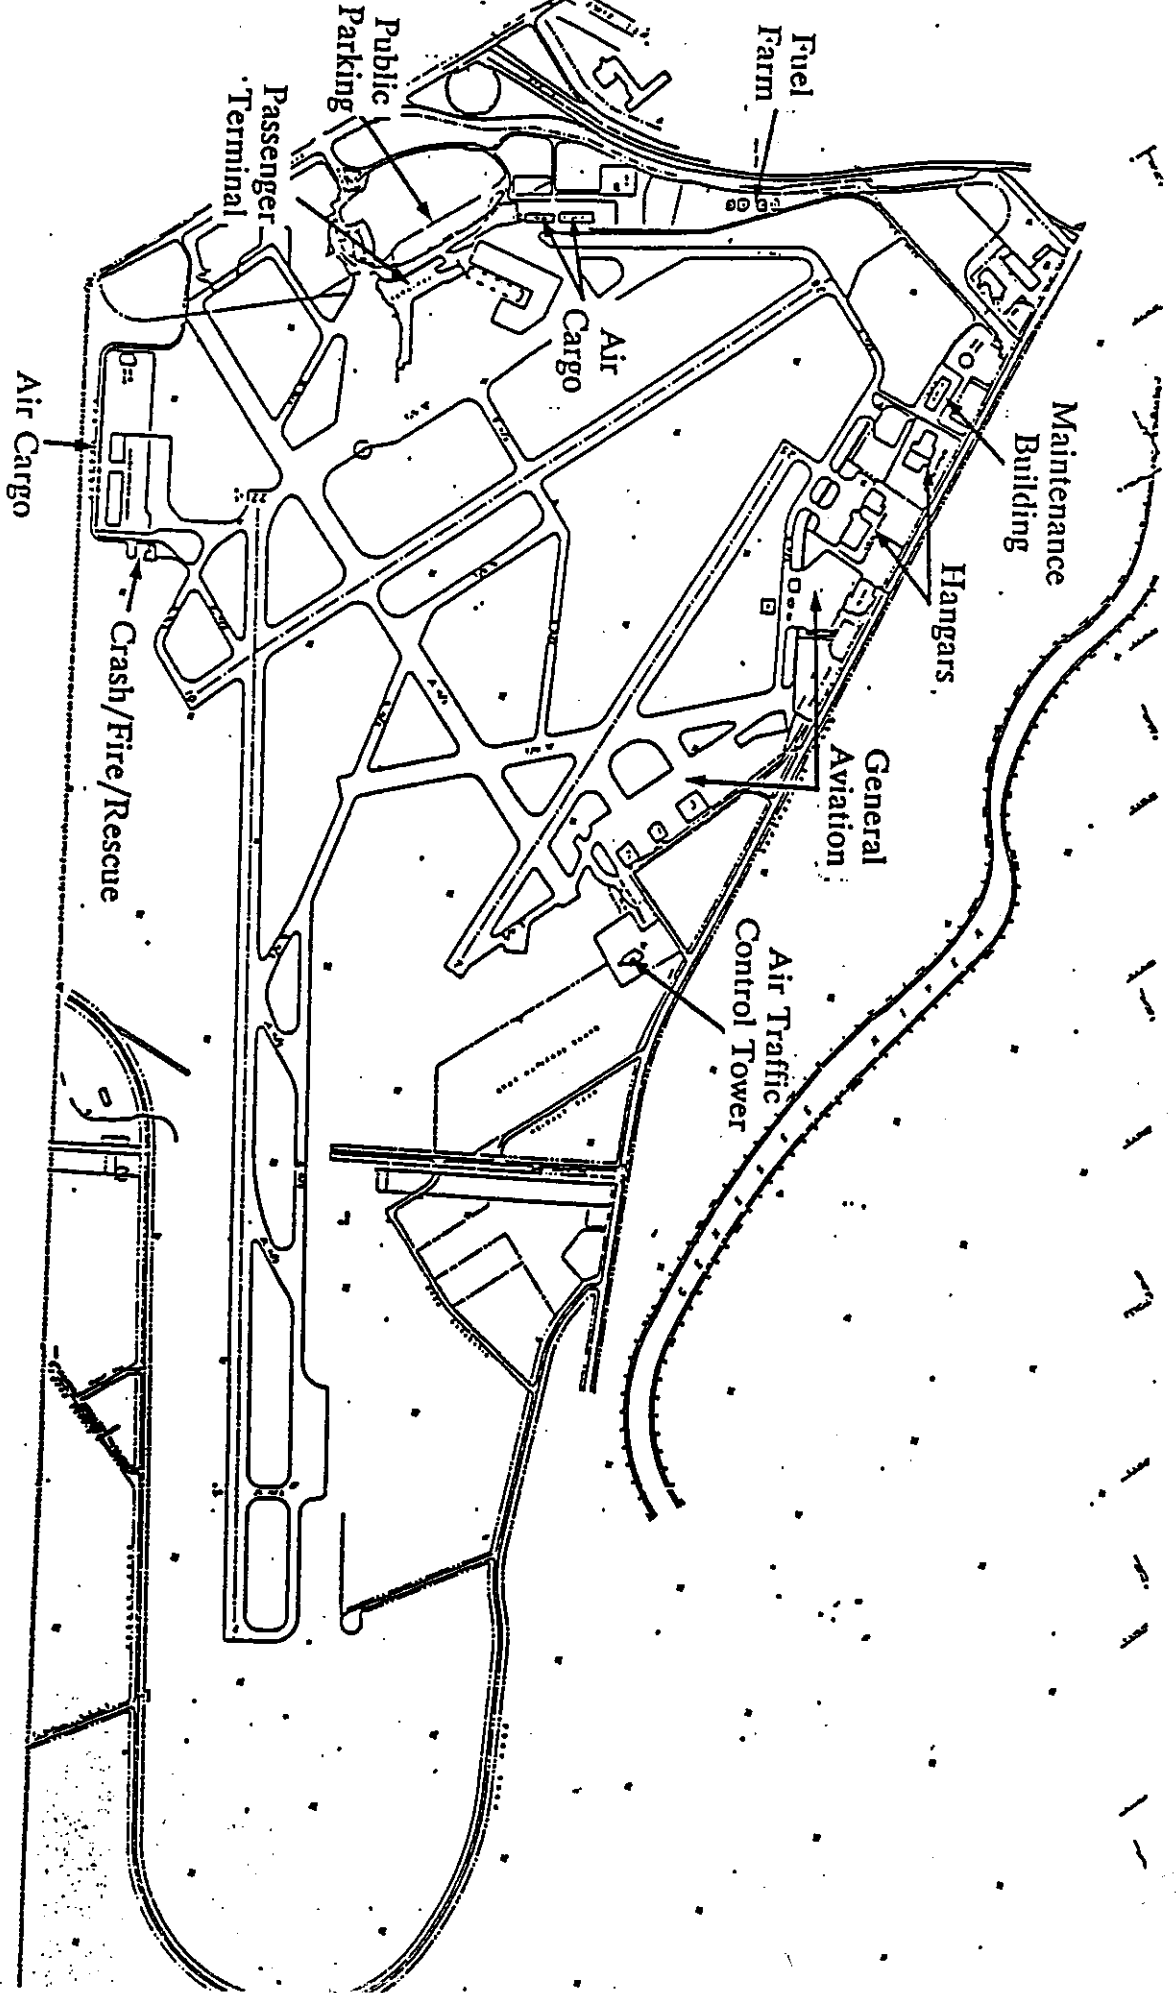 Fuel
Farm
Public
Parking
Passenger
Terminal
Air
Cargo
Maintenance
Building
Hangars
General
Aviation
Air Traffic
Control Tower
Air Cargo
Crash/Fire/Rescue